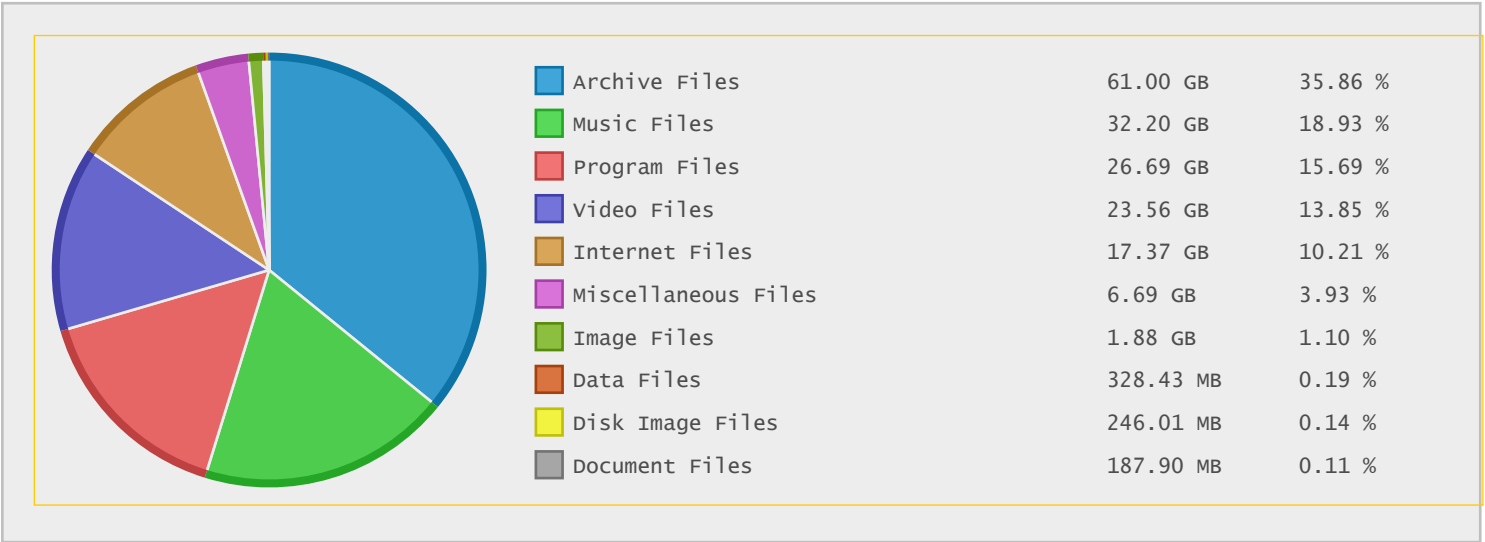 Archive Files 61.00 GB 35.86 %
Music Files 32.20 GB 18.93 %
Program Files 26.69 GB 15.69 %
Video Files 23.56 GB 13.85 %
Internet Files 17.37 GB 10.21 %
Miscellaneous Files 6.69 GB 3.93 %
Image Files 1.88 GB 1.10 %
Data Files 328.43 MB 0.19 %
Disk Image Files 246.01 MB 0.14 %
Document Files 187.90 MB 0.11 %